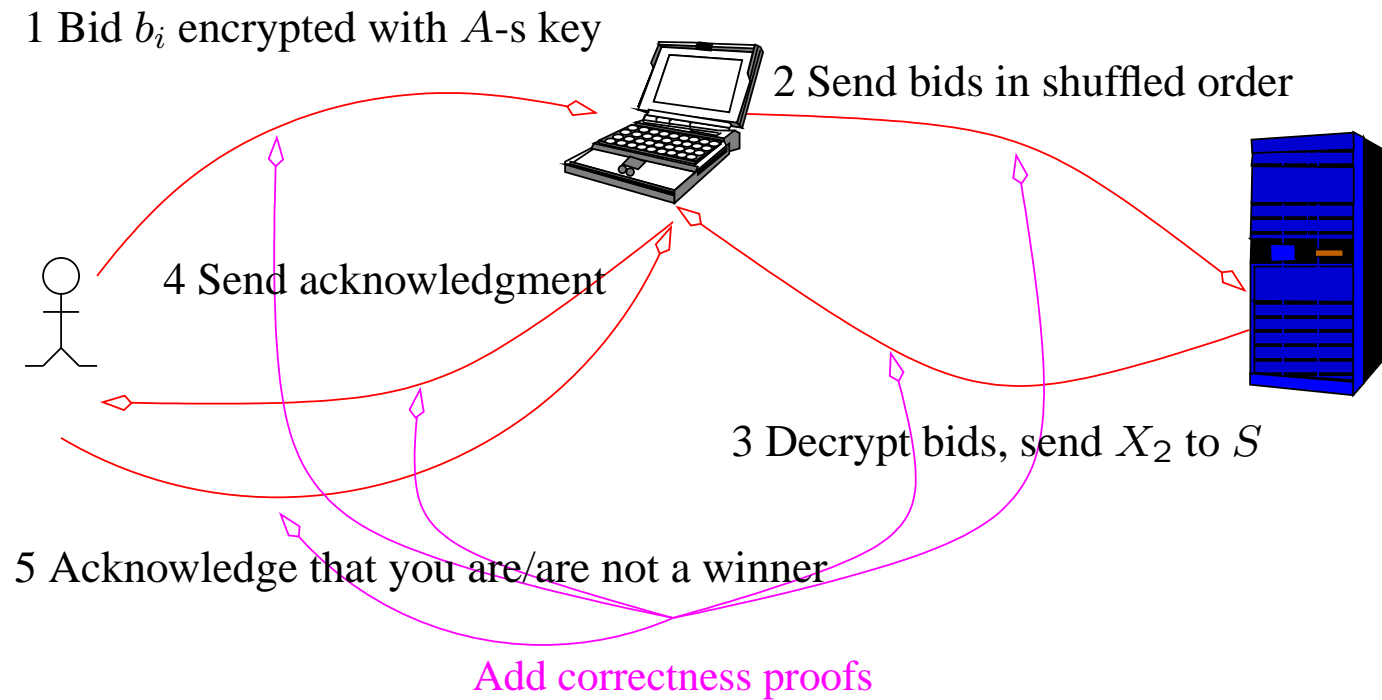 1 Bid b_i encrypted with A-s key
2 Send bids in shuffled order
4 Send acknowledgment
3 Decrypt bids, send X_2 to S
5 Acknowledge that you are/are not a winner
Add correctness proofs